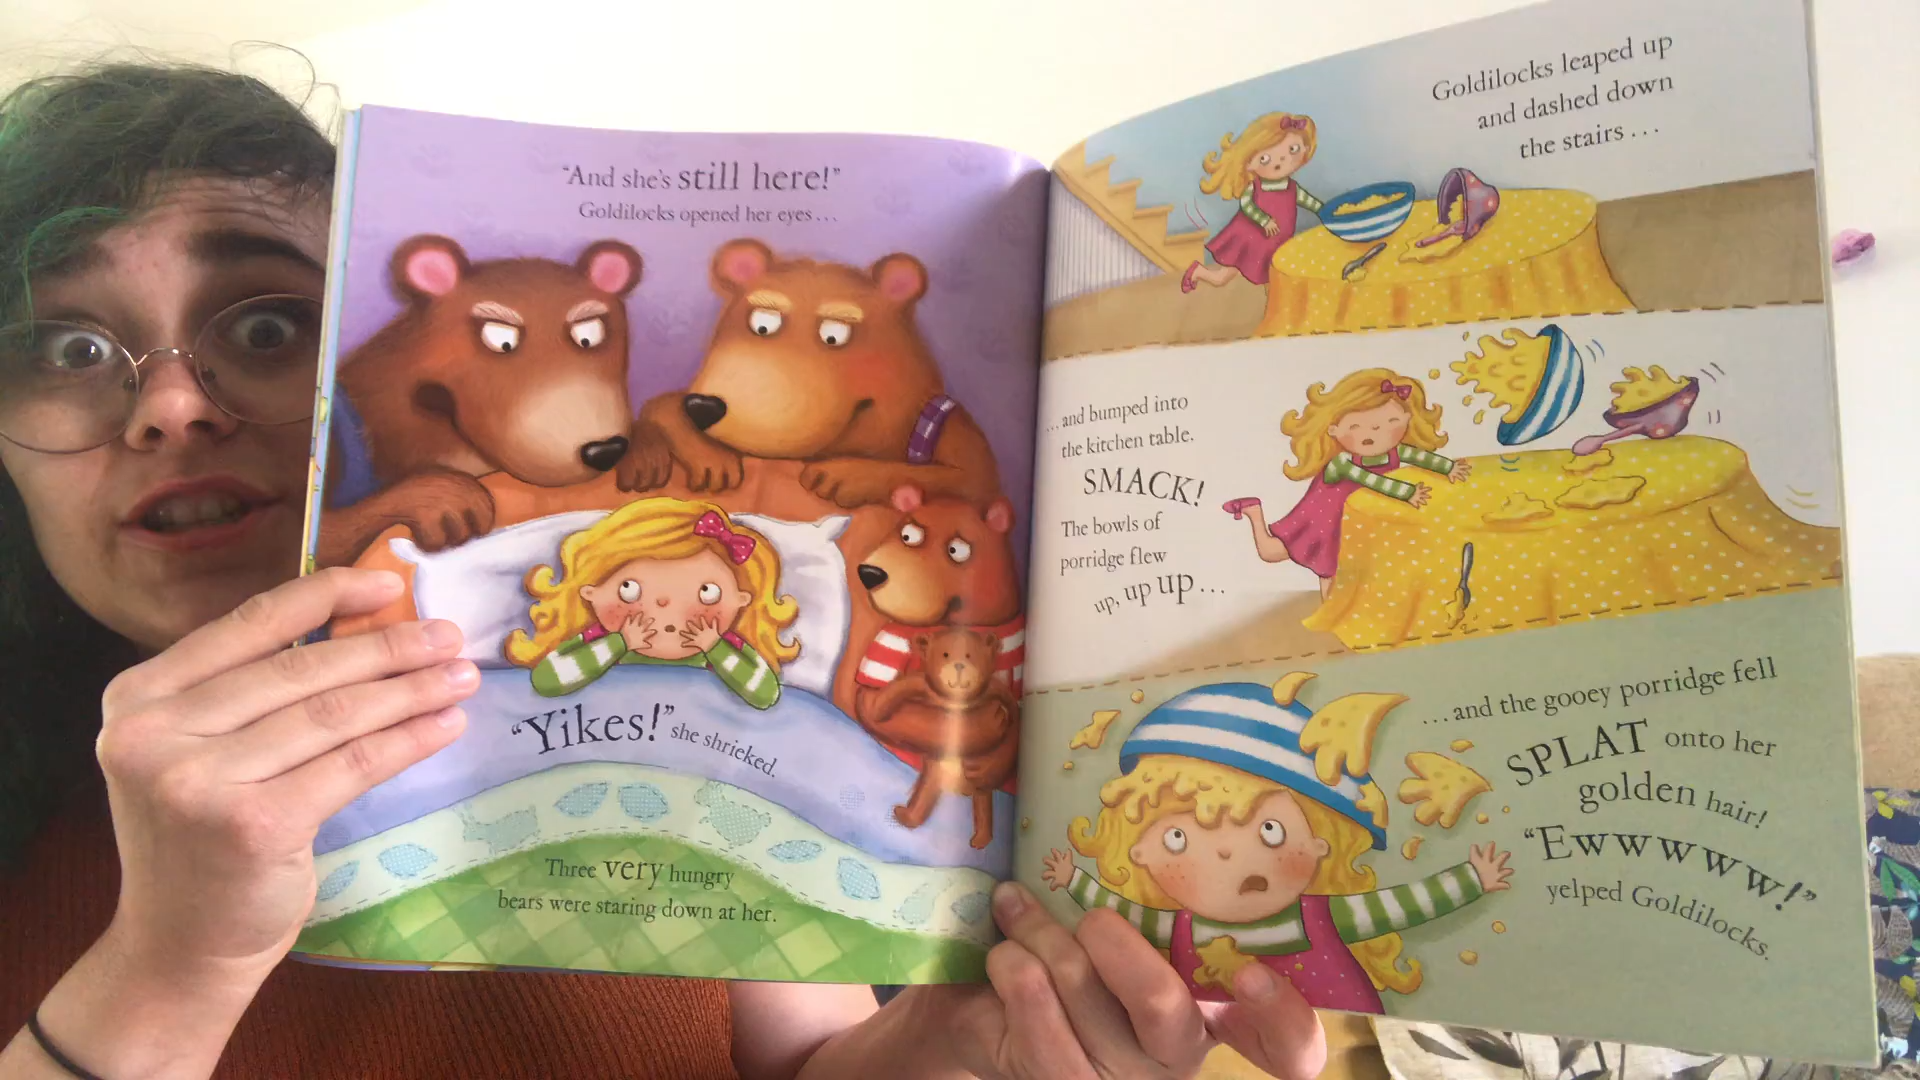 "And she's still here!"
Goldilocks opened her eyes...
"Yikes!" she shrieked.
Three very hungry
bears were staring down at her.
Goldilocks leaped up
and dashed down
the stairs...
...and bumped into
the kitchen table.
SMACK!
The bowls of
porridge flew
up, up up...
...and the gooey porridge fell
SPLAT onto her
golden hair!
"Ewwwwww!"
yelped Goldilocks.